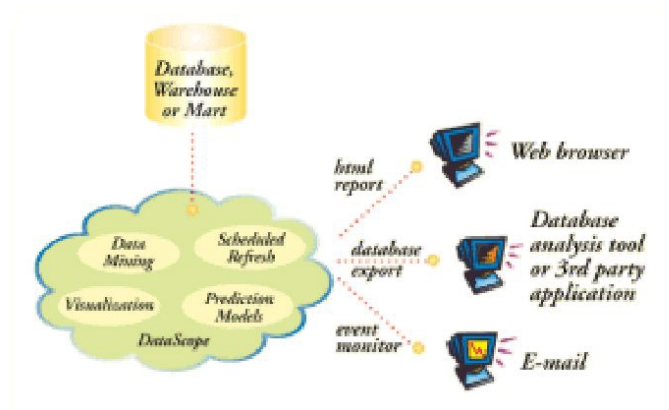 Database,
Warehouse
or Mart
Data
Mining
Scheduled
Refresh
Visualization
Prediction
Models
DataScope
html
report
Web browser
database
export
Database
analysis tool
or 3rd party
application
event
monitor
E-mail